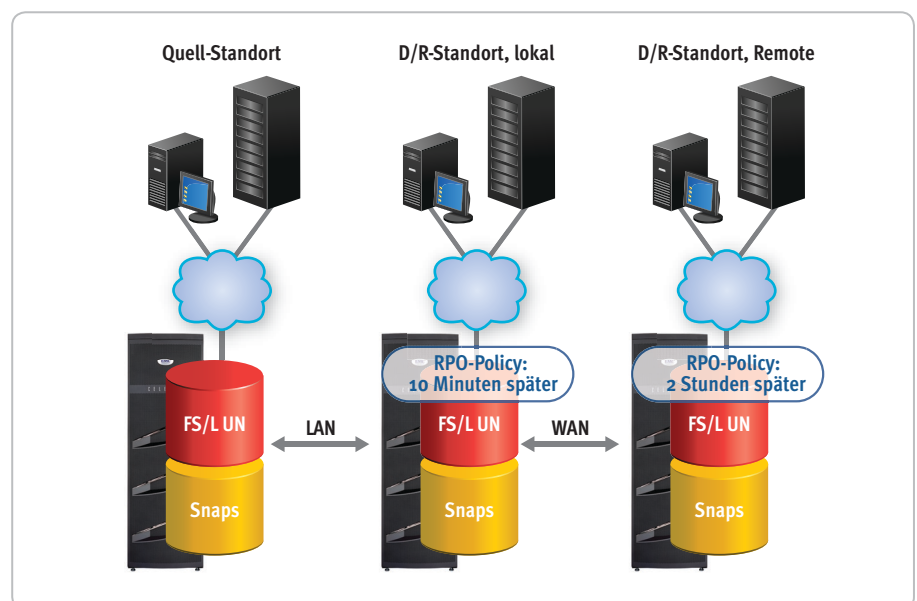 Quell-Standort
D/R-Standort, lokal
D/R-Standort, Remote
RPO-Policy:
10 Minuten später
RPO-Policy:
2 Stunden später
FS/L UN
LAN
FS/L UN
WAN
FS/L UN
Snaps
Snaps
Snaps